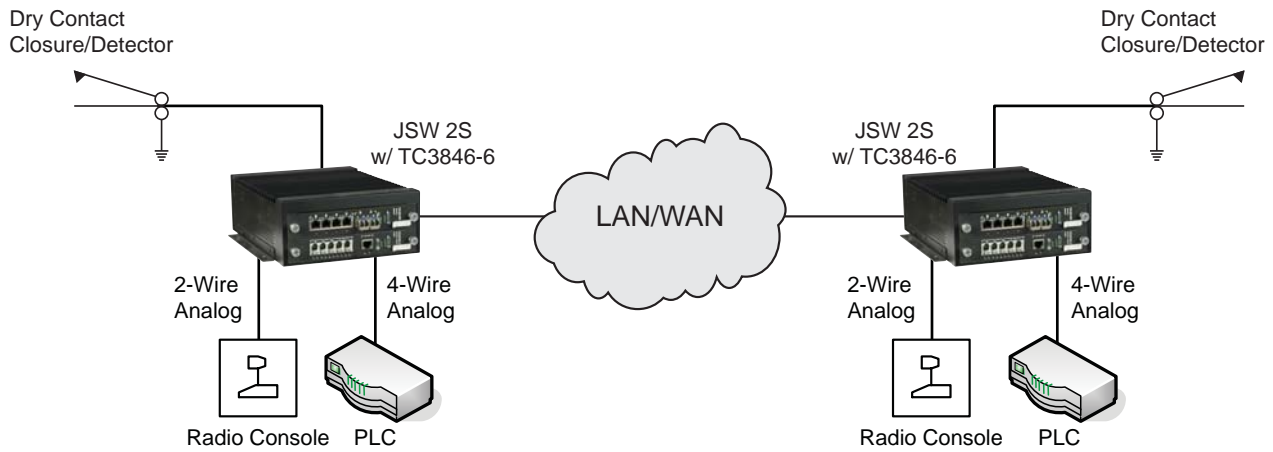 Dry Contact
Closure/Detector
Dry Contact
Closure/Detector
JSW 2S
w/ TC3846-6
JSW 2S
w/ TC3846-6
LAN/WAN
2-Wire
Analog
4-Wire
Analog
2-Wire
Analog
4-Wire
Analog
Radio Console
PLC
Radio Console
PLC